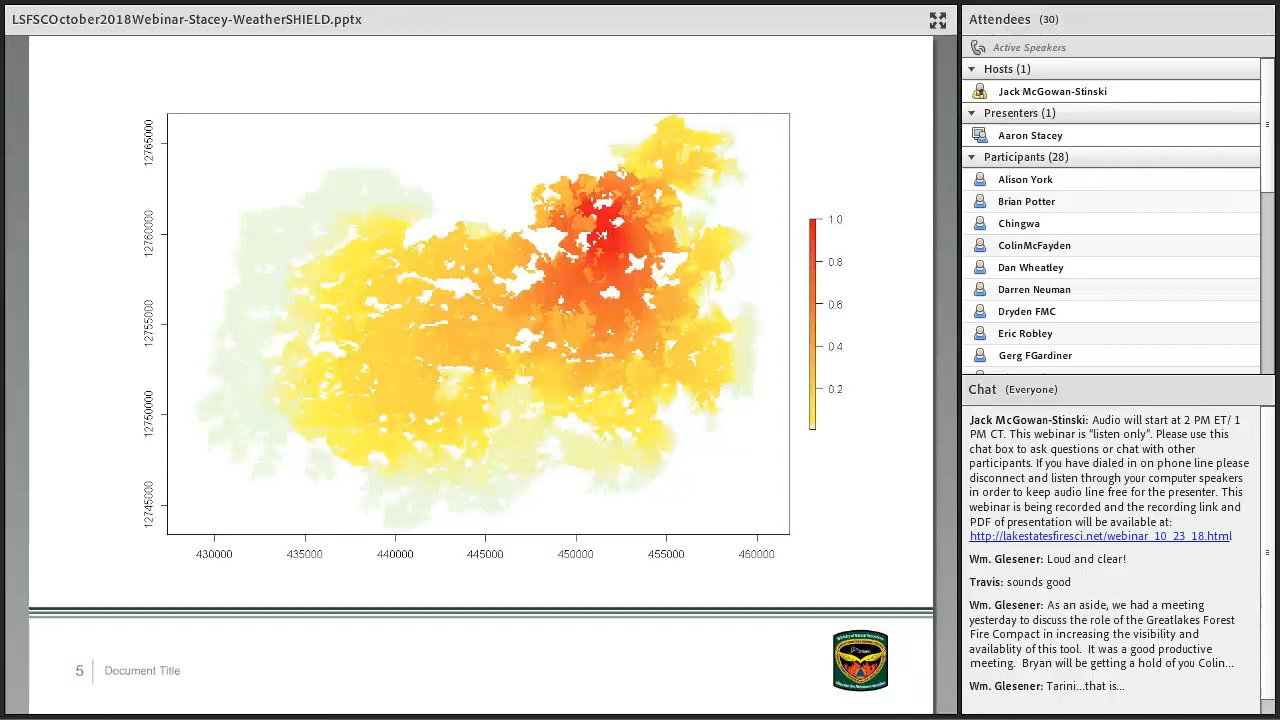 LSFSCOctober2018Webinar-Stacey-WeatherSHIELD.pptx
12765000
12760000
12755000
12750000
12745000
430000 435000 440000 445000 450000 455000 460000
1.0
0.8
0.6
0.4
0.2
5 Document Title
Ontario
Attendees (30)
Active Speakers
Hosts (1)
Jack McGowan-Stinski
Presenters (1)
Aaron Stacey
Participants (28)
Alison York
Brian Potter
Chingwa
ColinMcFayden
Dan Wheatley
Darren Neuman
Dryden FMC
Eric Robley
Gerg FGardiner
Chat (Everyone)
Jack McGowan-Stinski: Audio will start at 2 PM ET/ 1
PM CT. This webinar is "listen only". Please use this
chat box to ask questions or chat with other
participants. If you have dialed in on phone line please
disconnect and listen through your computer speakers
in order to keep audio line free for the presenter. This
webinar is being recorded and the recording link and
PDF of presentation will be available at:
http://lakestatesfiresci.net/webinar_10_23_18.html
Wm. Glesener: Loud and clear!
Travis: sounds good
Wm. Glesener: As an aside, we had a meeting
yesterday to discuss the role of the Greatlakes Forest
Fire Compact in increasing the visibility and
availablity of this tool. It was a good productive
meeting. Bryan will be getting a hold of you Colin...
Wm. Glesener: Tarini...that is...